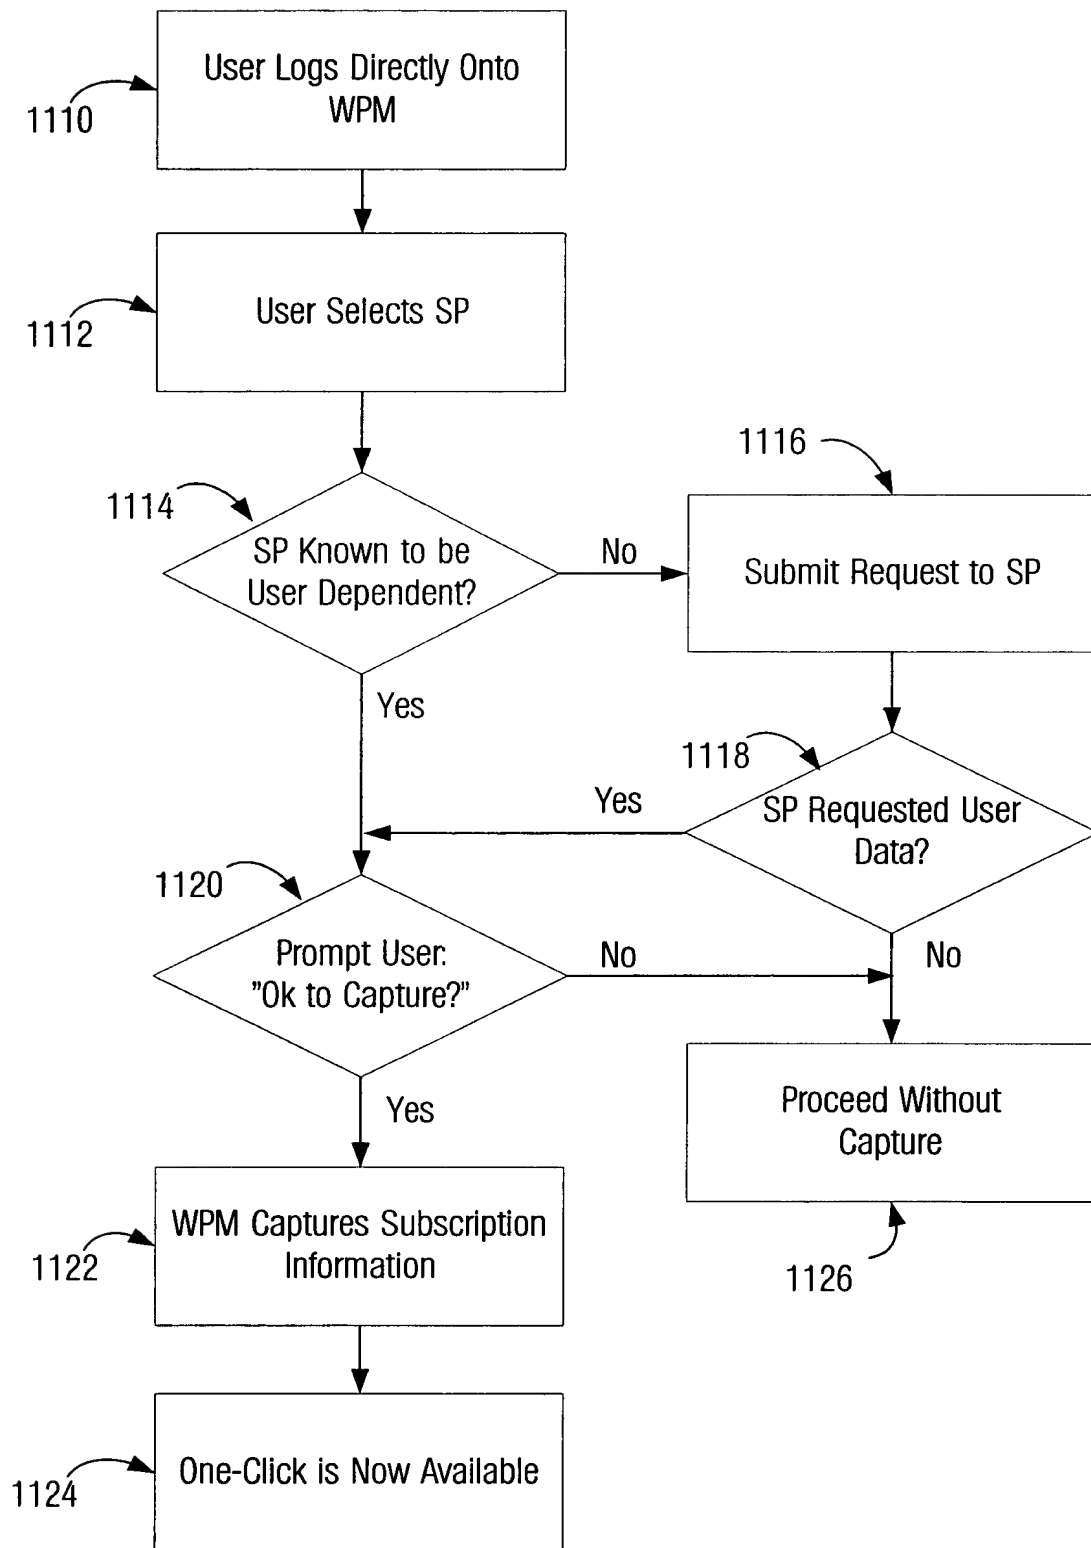 User Logs Directly Onto
WPM
1110
User Selects SP
1112
1116
1114
SP Known to be
User Dependent?
No
Submit Request to SP
Yes
1118
Yes
SP Requested User
Data?
1120
Prompt User:
"Ok to Capture?"
No
No
Yes
Proceed Without
Capture
WPM Captures Subscription
Information
1122
1126
One-Click is Now Available
1124